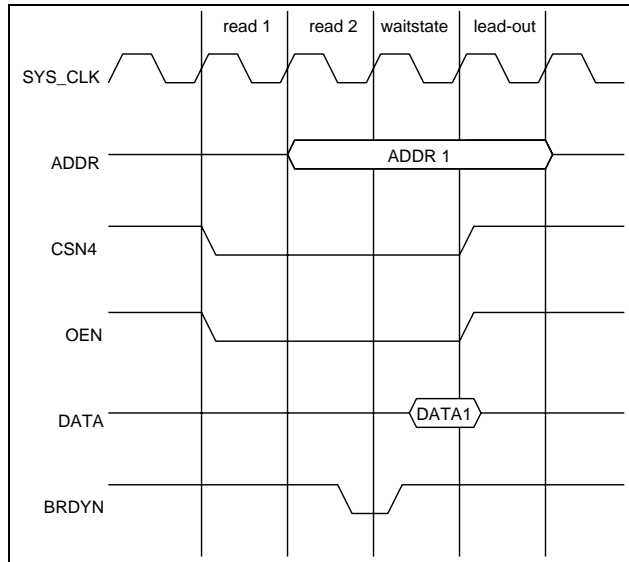 read 1 read 2 waitstate lead-out
SYS_CLK
ADDR ADDR 1
CSN4
OEN
DATA DATA1
BRDYN